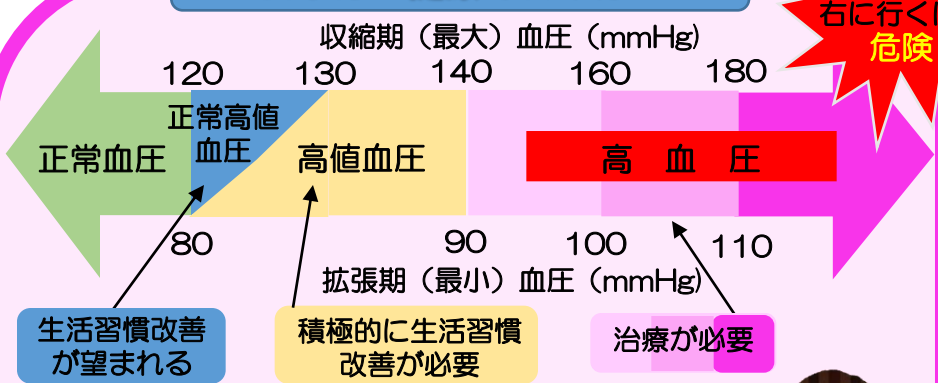 右に行くに
危険
収縮期（最大）血圧（mmHg)
120 130 140 160 180
正常高値
血圧
正常血圧
高値血圧
高 血 圧
80 90 100 110
拡張期（最小）血圧（mmHg)
生活習慣改善
が望まれる
積極的に生活習慣
改善が必要
治療が必要